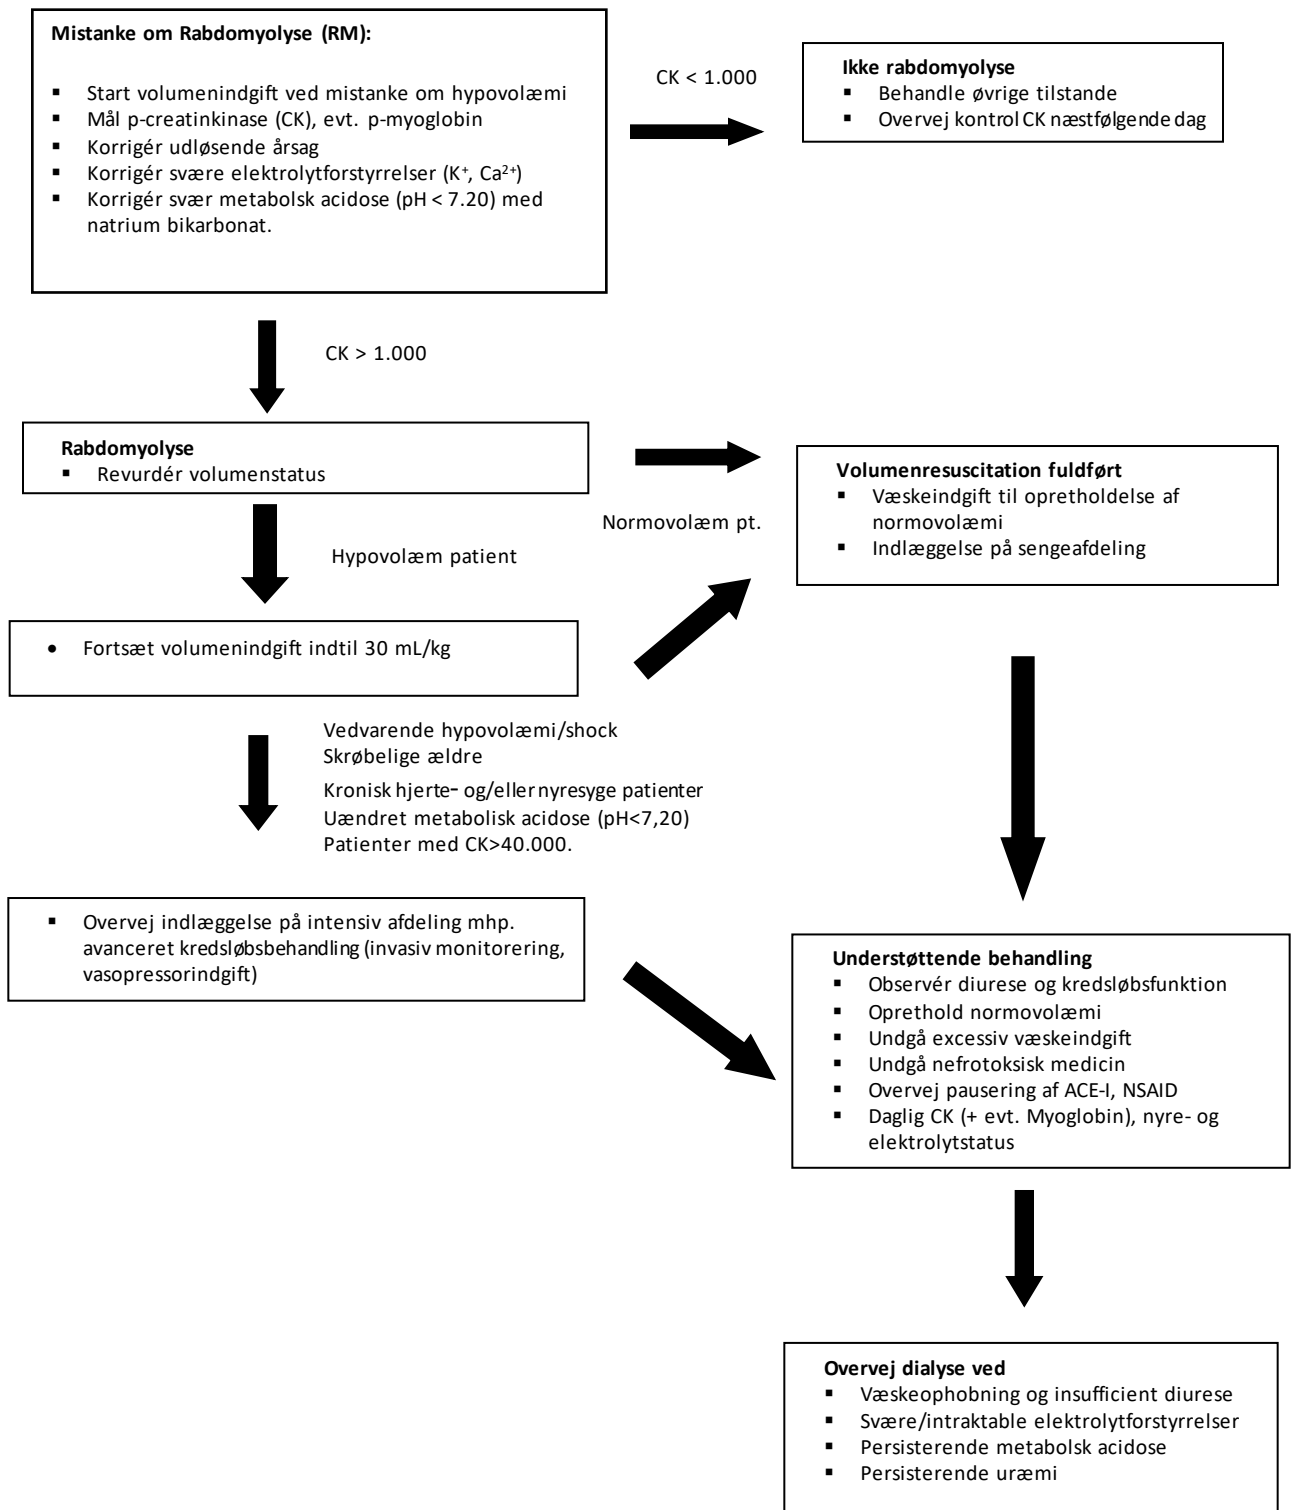 Mistanke om Rabdomyolyse (RM):
▪ Start volumenindgift ved mistanke om hypovolæmi
▪ Mål p-creatinkinase (CK), evt. p-myoglobin
▪ Korrigér udløsende årsag
▪ Korrigér svære elektrolytforstyrrelser (K⁺, Ca²⁺)
▪ Korrigér svær metabolsk acidose (pH < 7.20) med
natrium bikarbonat.
CK < 1.000
Ikke rabdomyolyse
▪ Behandle øvrige tilstande
▪ Overvej kontrol CK næstfølgende dag
CK > 1.000
Rabdomyolyse
▪ Revurdér volumenstatus
Normovolæm pt.
Volumenresuscitation fuldført
▪ Væskeindgift til opretholdelse af
normovolæmi
▪ Indlæggelse på sengeafdeling
Hypovolæm patient
• Fortsæt volumenindgift indtil 30 mL/kg
Vedvarende hypovolæmi/shock
Skrøbelige ældre
Kronisk hjerte- og/eller nyresyge patienter
Uændret metabolisk acidose (pH<7,20)
Patienter med CK>40.000.
▪ Overvej indlæggelse på intensiv afdeling mhp.
avanceret kredsløbsbehandling (invasiv monitorering,
vasopressorindgift)
Understøttende behandling
▪ Observér diurese og kredsløbsfunktion
▪ Oprethold normovolæmi
▪ Undgå excessiv væskeindgift
▪ Undgå nefrotoksisk medicin
▪ Overvej pausering af ACE-I, NSAID
▪ Daglig CK (+ evt. Myoglobin), nyre- og
elektrolytstatus
Overvej dialyse ved
▪ Væskeophobning og insufficient diurese
▪ Svære/intraktable elektrolytforstyrrelser
▪ Persisterende metabolsk acidose
▪ Persisterende uræmi